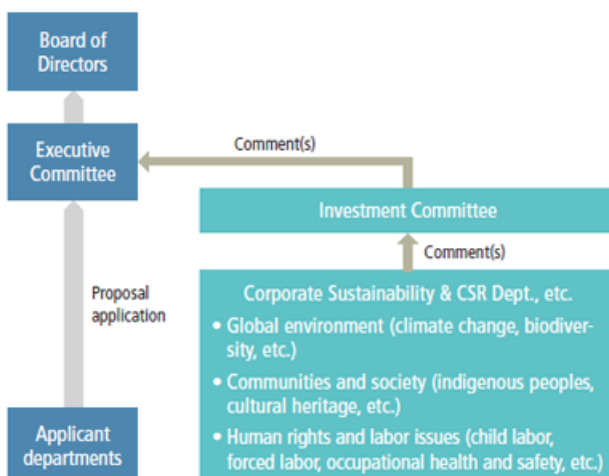 Board of
Directors
Executive
Committee
Comment(s)
Investment Committee
Comment(s)
Proposal
application
Corporate Sustainability & CSR Dept., etc.
• Global environment (climate change, biodiver-
sity, etc.)
• Communities and society (indigenous peoples,
cultural heritage, etc.)
• Human rights and labor issues (child labor,
forced labor, occupational health and safety, etc.)
Applicant
departments